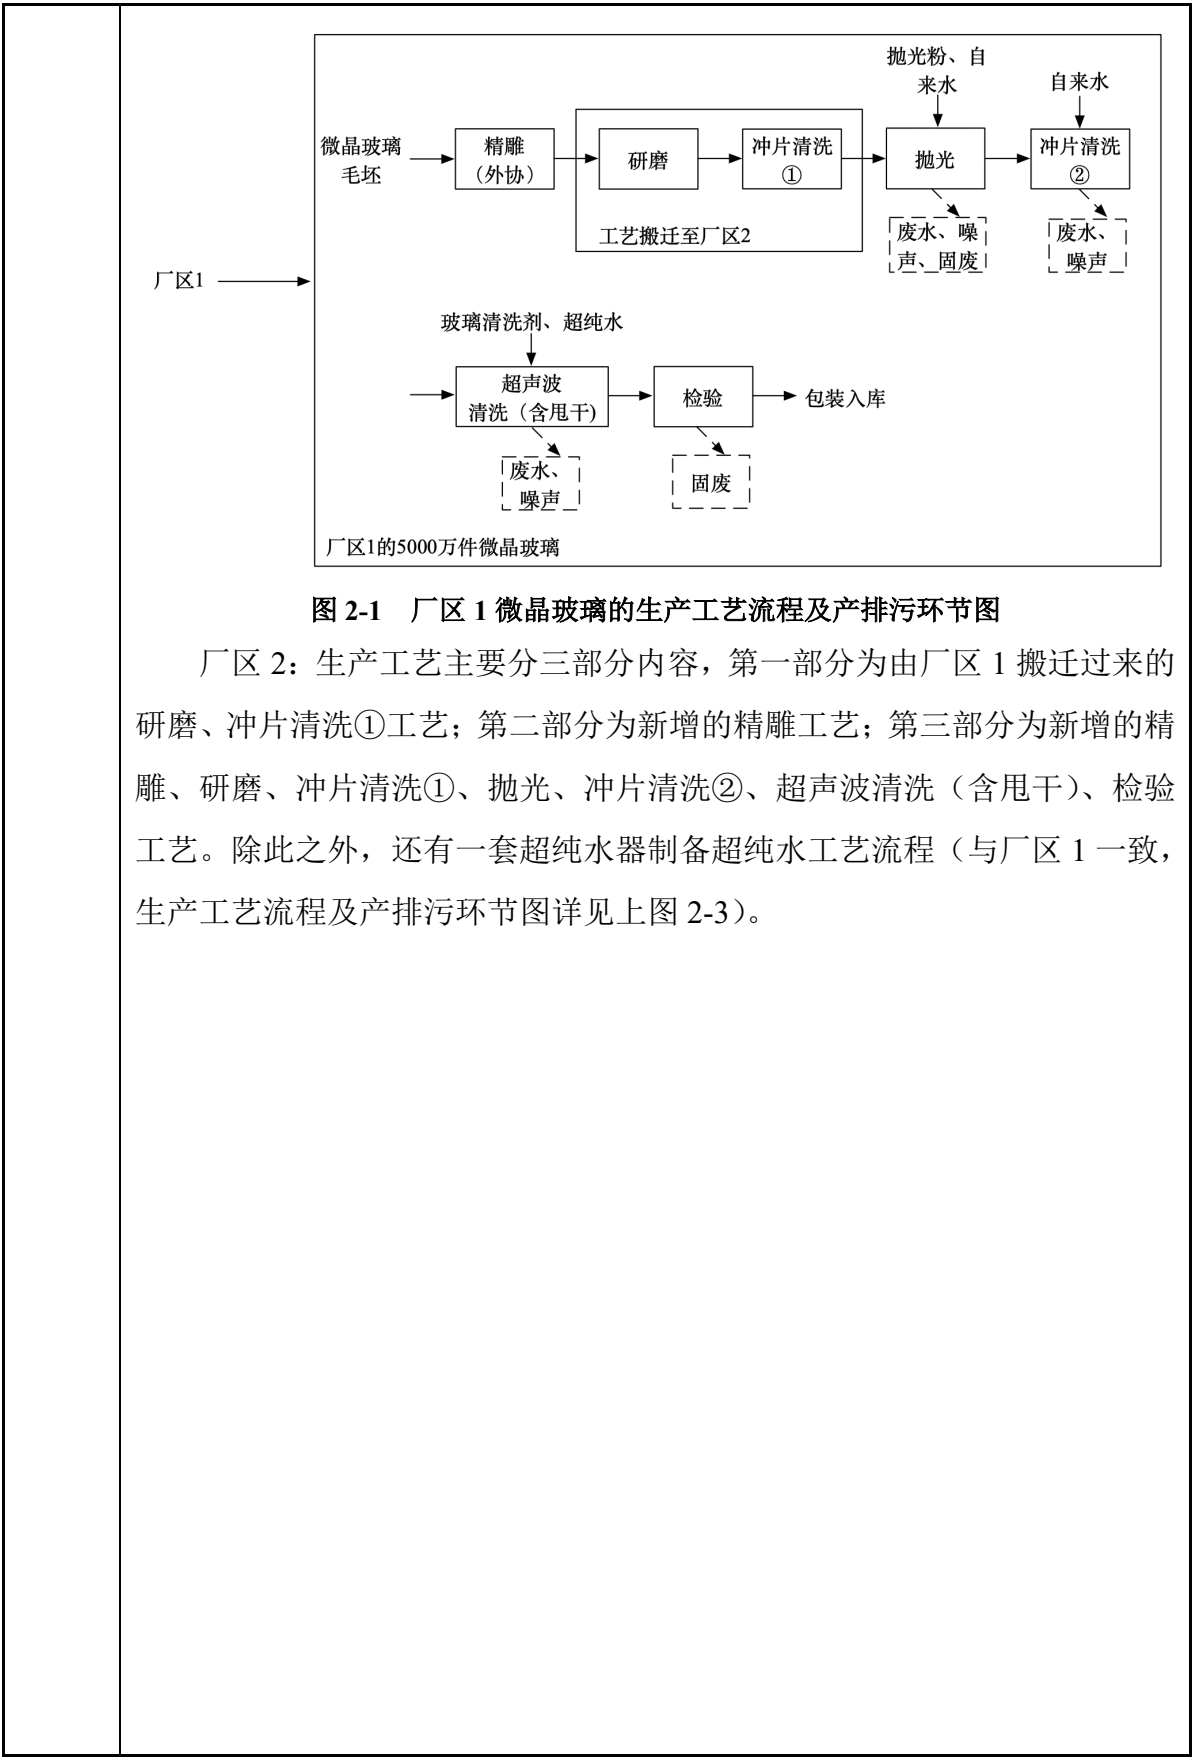 抛光粉、自
来水
自来水
微晶玻璃
毛坯
精雕
（外协）
研磨
冲片清洗
①
抛光
冲片清洗
②
工艺搬迁至厂区2
废水、噪
声、固废
废水、
噪声
厂区1
玻璃清洗剂、超纯水
超声波
清洗（含甩干)
检验
包装入库
废水、
噪声
固废
厂区1的5000万件微晶玻璃
图 2-1 厂区 1 微晶玻璃的生产工艺流程及产排污环节图
厂区 2：生产工艺主要分三部分内容，第一部分为由厂区 1 搬迁过来的
研磨、冲片清洗①工艺；第二部分为新增的精雕工艺；第三部分为新增的精
雕、研磨、冲片清洗①、抛光、冲片清洗②、超声波清洗（含甩干）、检验
工艺。除此之外，还有一套超纯水器制备超纯水工艺流程（与厂区 1 一致，
生产工艺流程及产排污环节图详见上图 2-3）。